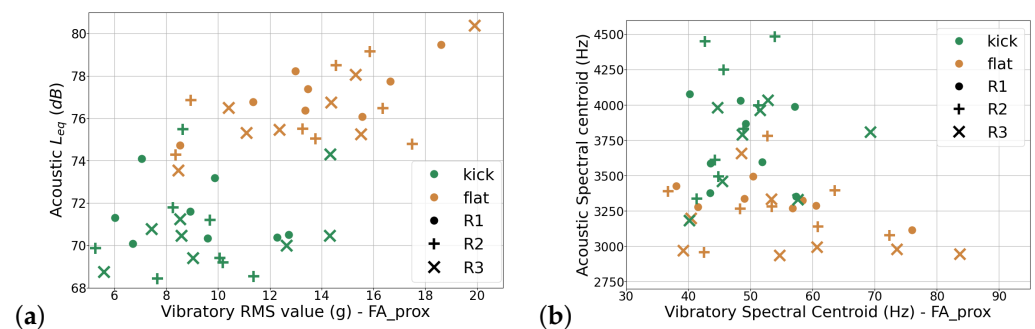 80
78
76
74
72
70
68
6 8 10 12 14 16 18 20
Acoustic Leq (dB)
Vibratory RMS value (g) - FA_prox
kick
flat
R1
R2
R3
(a)
4500
4250
4000
3750
3500
3250
3000
2750
30 40 50 60 70 80 90
Acoustic Spectral centroid (Hz)
Vibratory Spectral Centroid (Hz) - FA_prox
kick
flat
R1
R2
R3
(b)